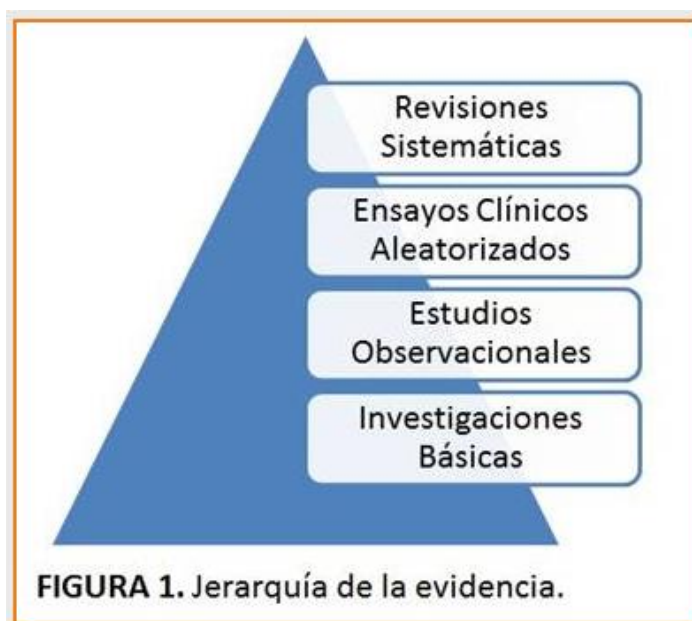 Revisiones
Sistemáticas
Ensayos Clínicos
Aleatorizados
Estudios
Observacionales
Investigaciones
Básicas
FIGURA 1. Jerarquía de la evidencia.